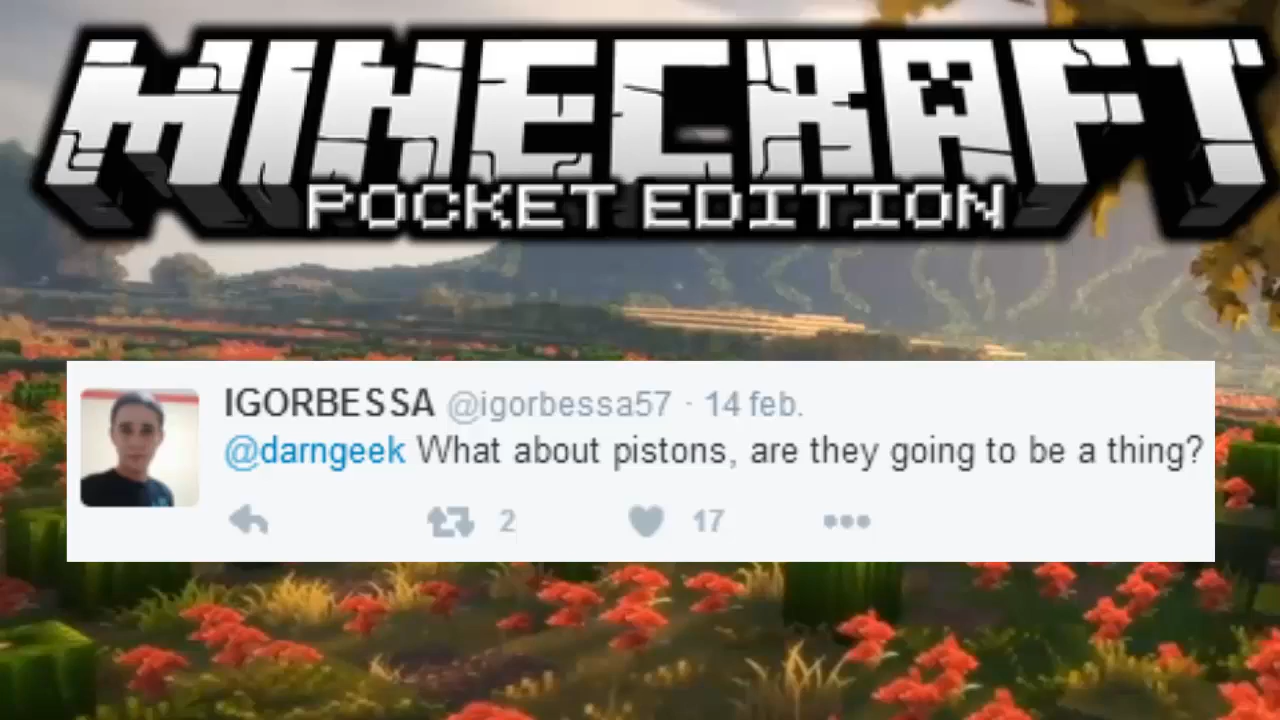 MINECRAFT
POCKET EDITION
IGORBESSA @igorbessa57 · 14 feb.
@darngeek What about pistons, are they going to be a thing?
2 17